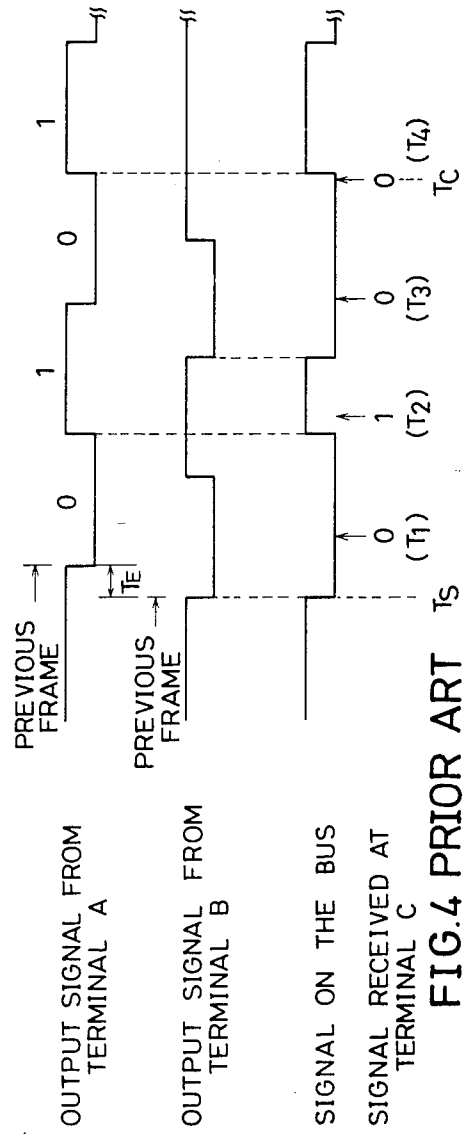 PREVIOUS
FRAME
TE
OUTPUT SIGNAL FROM
TERMINAL A
0 1 0 1
PREVIOUS
FRAME
OUTPUT SIGNAL FROM
TERMINAL B
SIGNAL ON THE BUS
SIGNAL RECEIVED AT
TERMINAL C
0 1 0 0
(T1) (T2) (T3) (T4)
TS TC
FIG.4 PRIOR ART